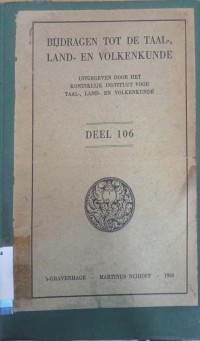 BIJDRAGEN TOT DE TAAL-,
LAND- EN VOLKENKUNDE
UITGEGEVEN DOOR HET
KONINKLIJK INSTITUUT VOOR
TAAL-, LAND- EN VOLKENKUNDE
DEEL 106
'S-GRAVENHAGE – MARTINUS NIJHOFF –